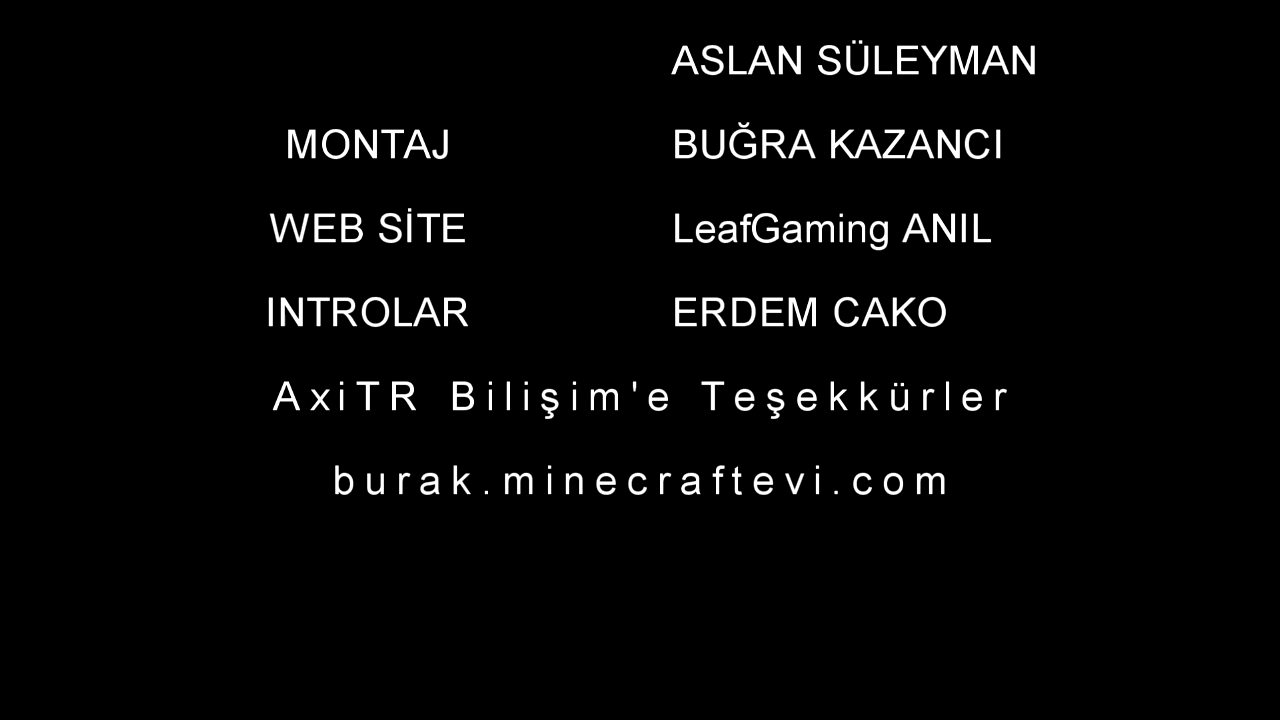 ASLAN SÜLEYMAN
MONTAJ BUĞRA KAZANCI
WEB SİTE LeafGaming ANIL
INTROLAR ERDEM CAKO
AxiTR Bilişim'e Teşekkürler
burak.minecraftevi.com